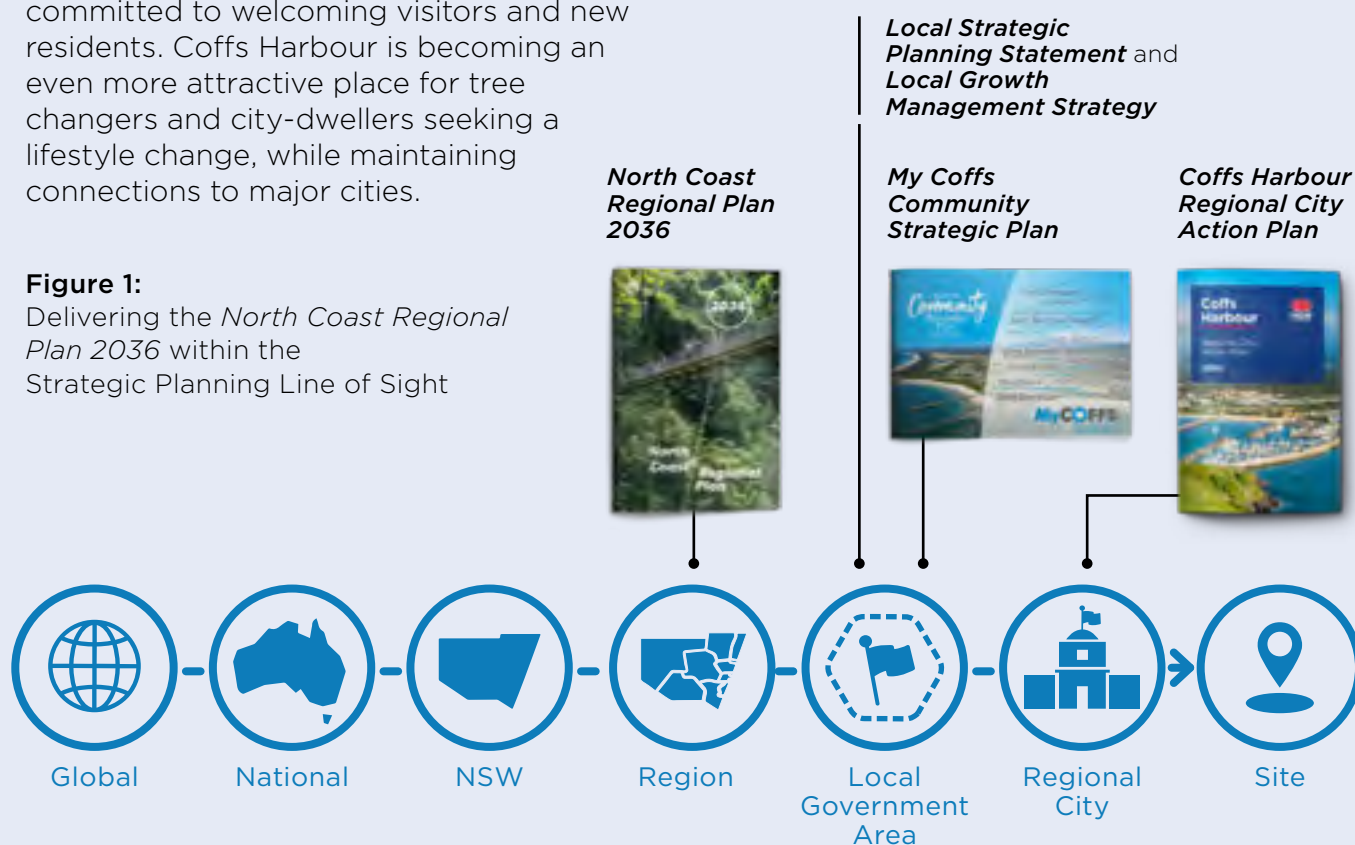 committed to welcoming visitors and new
residents. Coffs Harbour is becoming an
even more attractive place for tree
changers and city-dwellers seeking a
lifestyle change, while maintaining
connections to major cities.
Figure 1:
Delivering the North Coast Regional
Plan 2036 within the
Strategic Planning Line of Sight
North Coast
Regional Plan
2036
Local Strategic
Planning Statement and
Local Growth
Management Strategy
My Coffs
Community
Strategic Plan
Coffs Harbour
Regional City
Action Plan
2036
North
Coast
Regional
Plan
Community
MyCOFFS
Coffs
Harbour
Global
National
NSW
Region
Local
Government
Area
Regional
City
Site